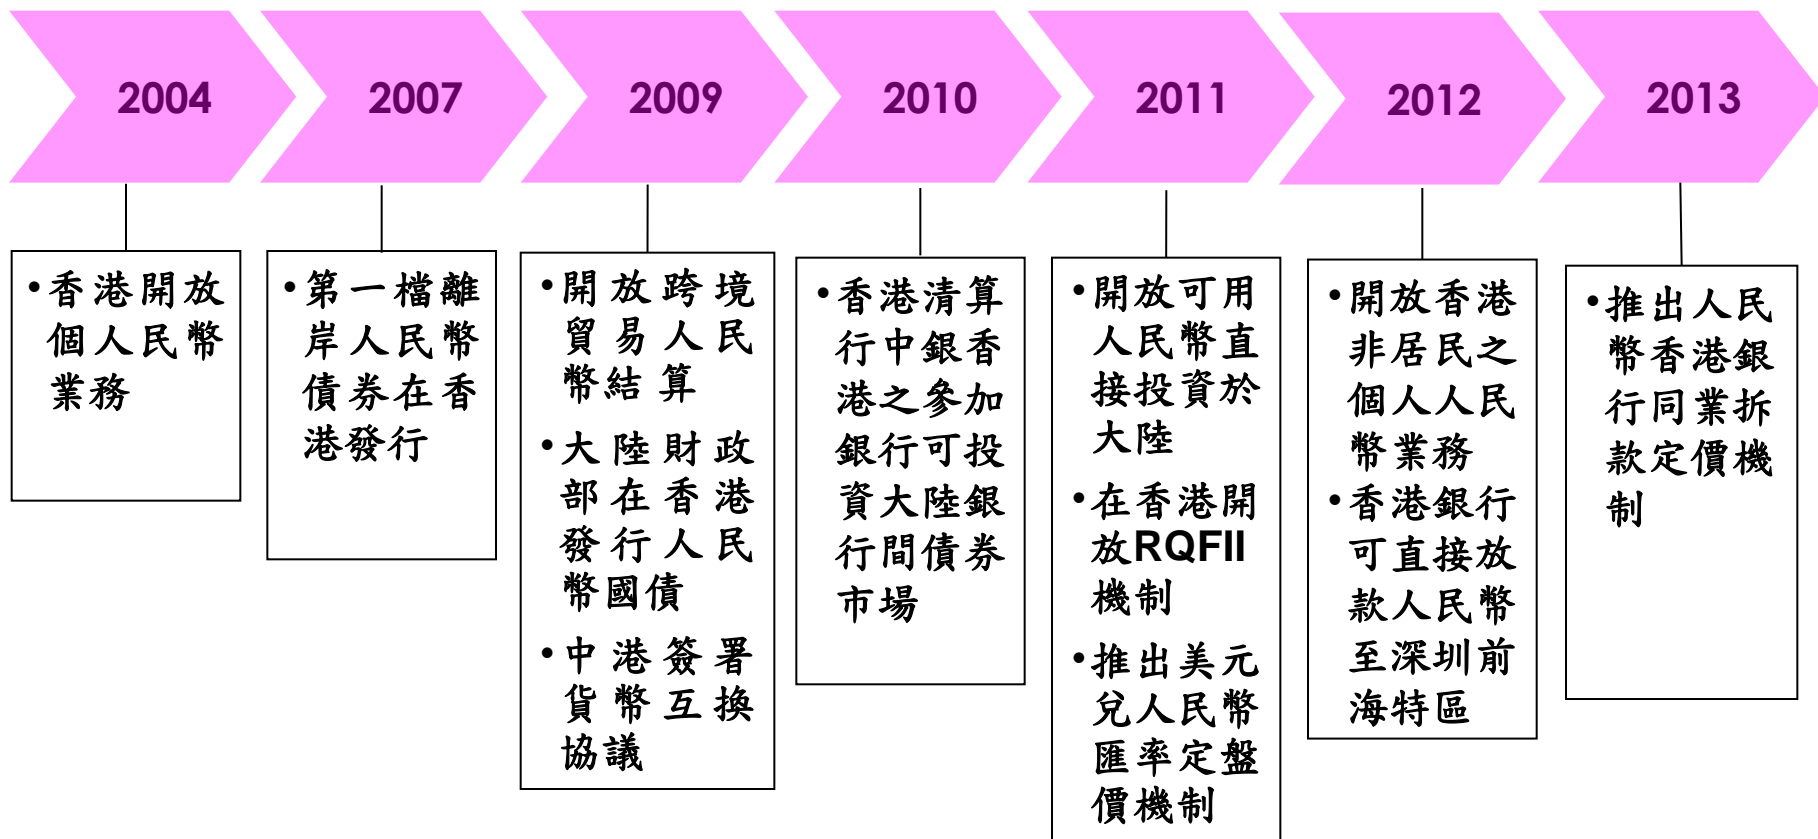 2004
2007
2009
2010
2011
2012
2013
•香港開放
個人民幣
業務
•第一檔離
岸人民幣
債券在香
港發行
•開放跨境
貿易人民
幣結算
•大陸財政
部在香港
發行人民
幣國債
•中港簽署
貨幣互換
協議
•香港清算
行中銀香
港之參加
銀行可投
資大陸銀
行間債券
市場
•開放可用
人民幣直
接投資於
大陸
•在香港開
放RQFII
機制
•推出美元
兌人民幣
匯率定盤
價機制
•開放香港
非居民之
個人人民
幣業務
•香港銀行
可直接放
款人民幣
至深圳前
海特區
•推出人民
幣香港銀
行同業拆
款定價機
制